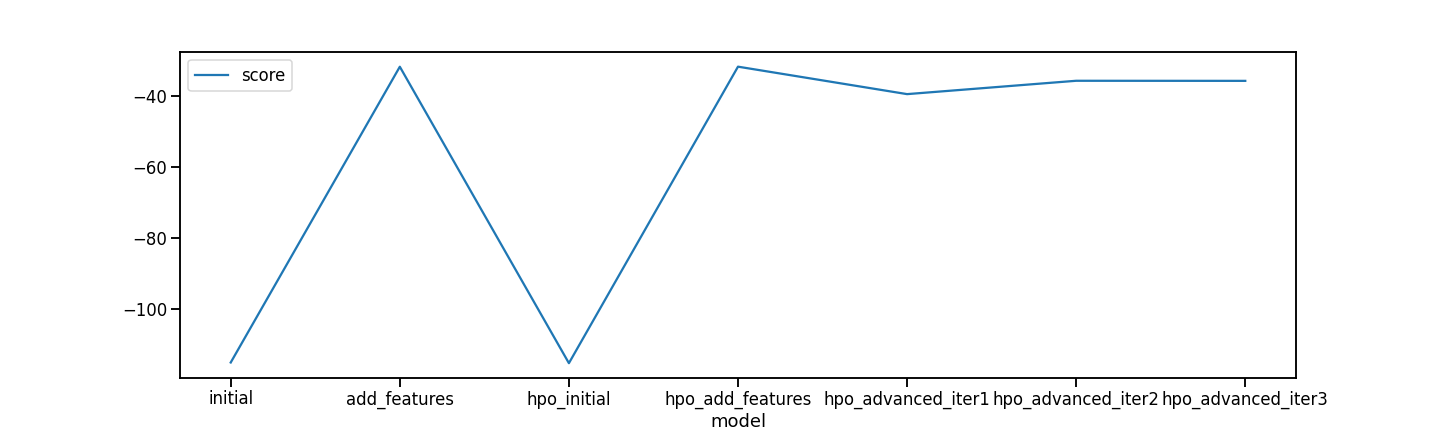 score
−40
−60
−80
−100
initial add_features hpo_initial hpo_add_features hpo_advanced_iter1 hpo_advanced_iter2 hpo_advanced_iter3
model